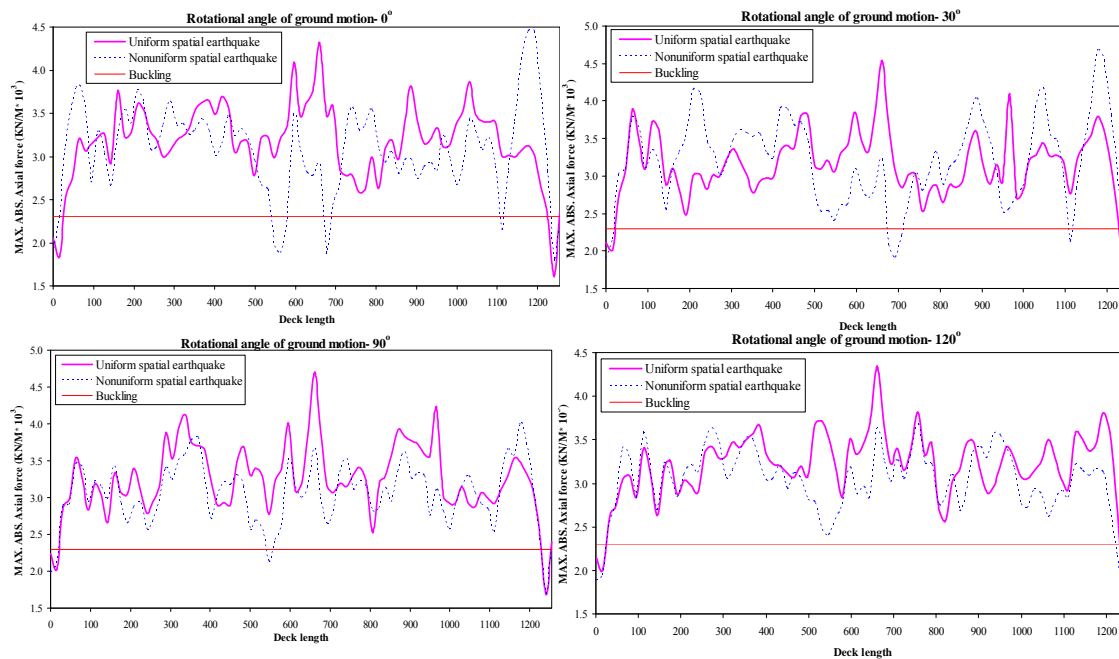 Rotational angle of ground motion- 0°
MAX. ABS. Axial force (KN/M* 10³)
4.5
4.0
3.5
3.0
2.5
2.0
1.5
Uniform spatial earthquake
Nonuniform spatial earthquake
Buckling
0 100 200 300 400 500 600 700 800 900 1000 1100 1200
Deck length
Rotational angle of ground motion- 30°
MAX. ABS. Axial force (KN/M* 10³)
5.0
4.5
4.0
3.5
3.0
2.5
2.0
1.5
Uniform spatial earthquake
Nonuniform spatial earthquake
Buckling
0 100 200 300 400 500 600 700 800 900 1000 1100 1200
Deck length
Rotational angle of ground motion- 90°
MAX. ABS. Axial force (KN/M* 10³)
5.0
4.5
4.0
3.5
3.0
2.5
2.0
1.5
Uniform spatial earthquake
Nonuniform spatial earthquake
Buckling
0 100 200 300 400 500 600 700 800 900 1000 1100 1200
Deck length
Rotational angle of ground motion- 120°
MAX. ABS. Axial force (KN/M* 10³)
4.5
4.0
3.5
3.0
2.5
2.0
1.5
Uniform spatial earthquake
Nonuniform spatial earthquake
Buckling
0 100 200 300 400 500 600 700 800 900 1000 1100 1200
Deck length